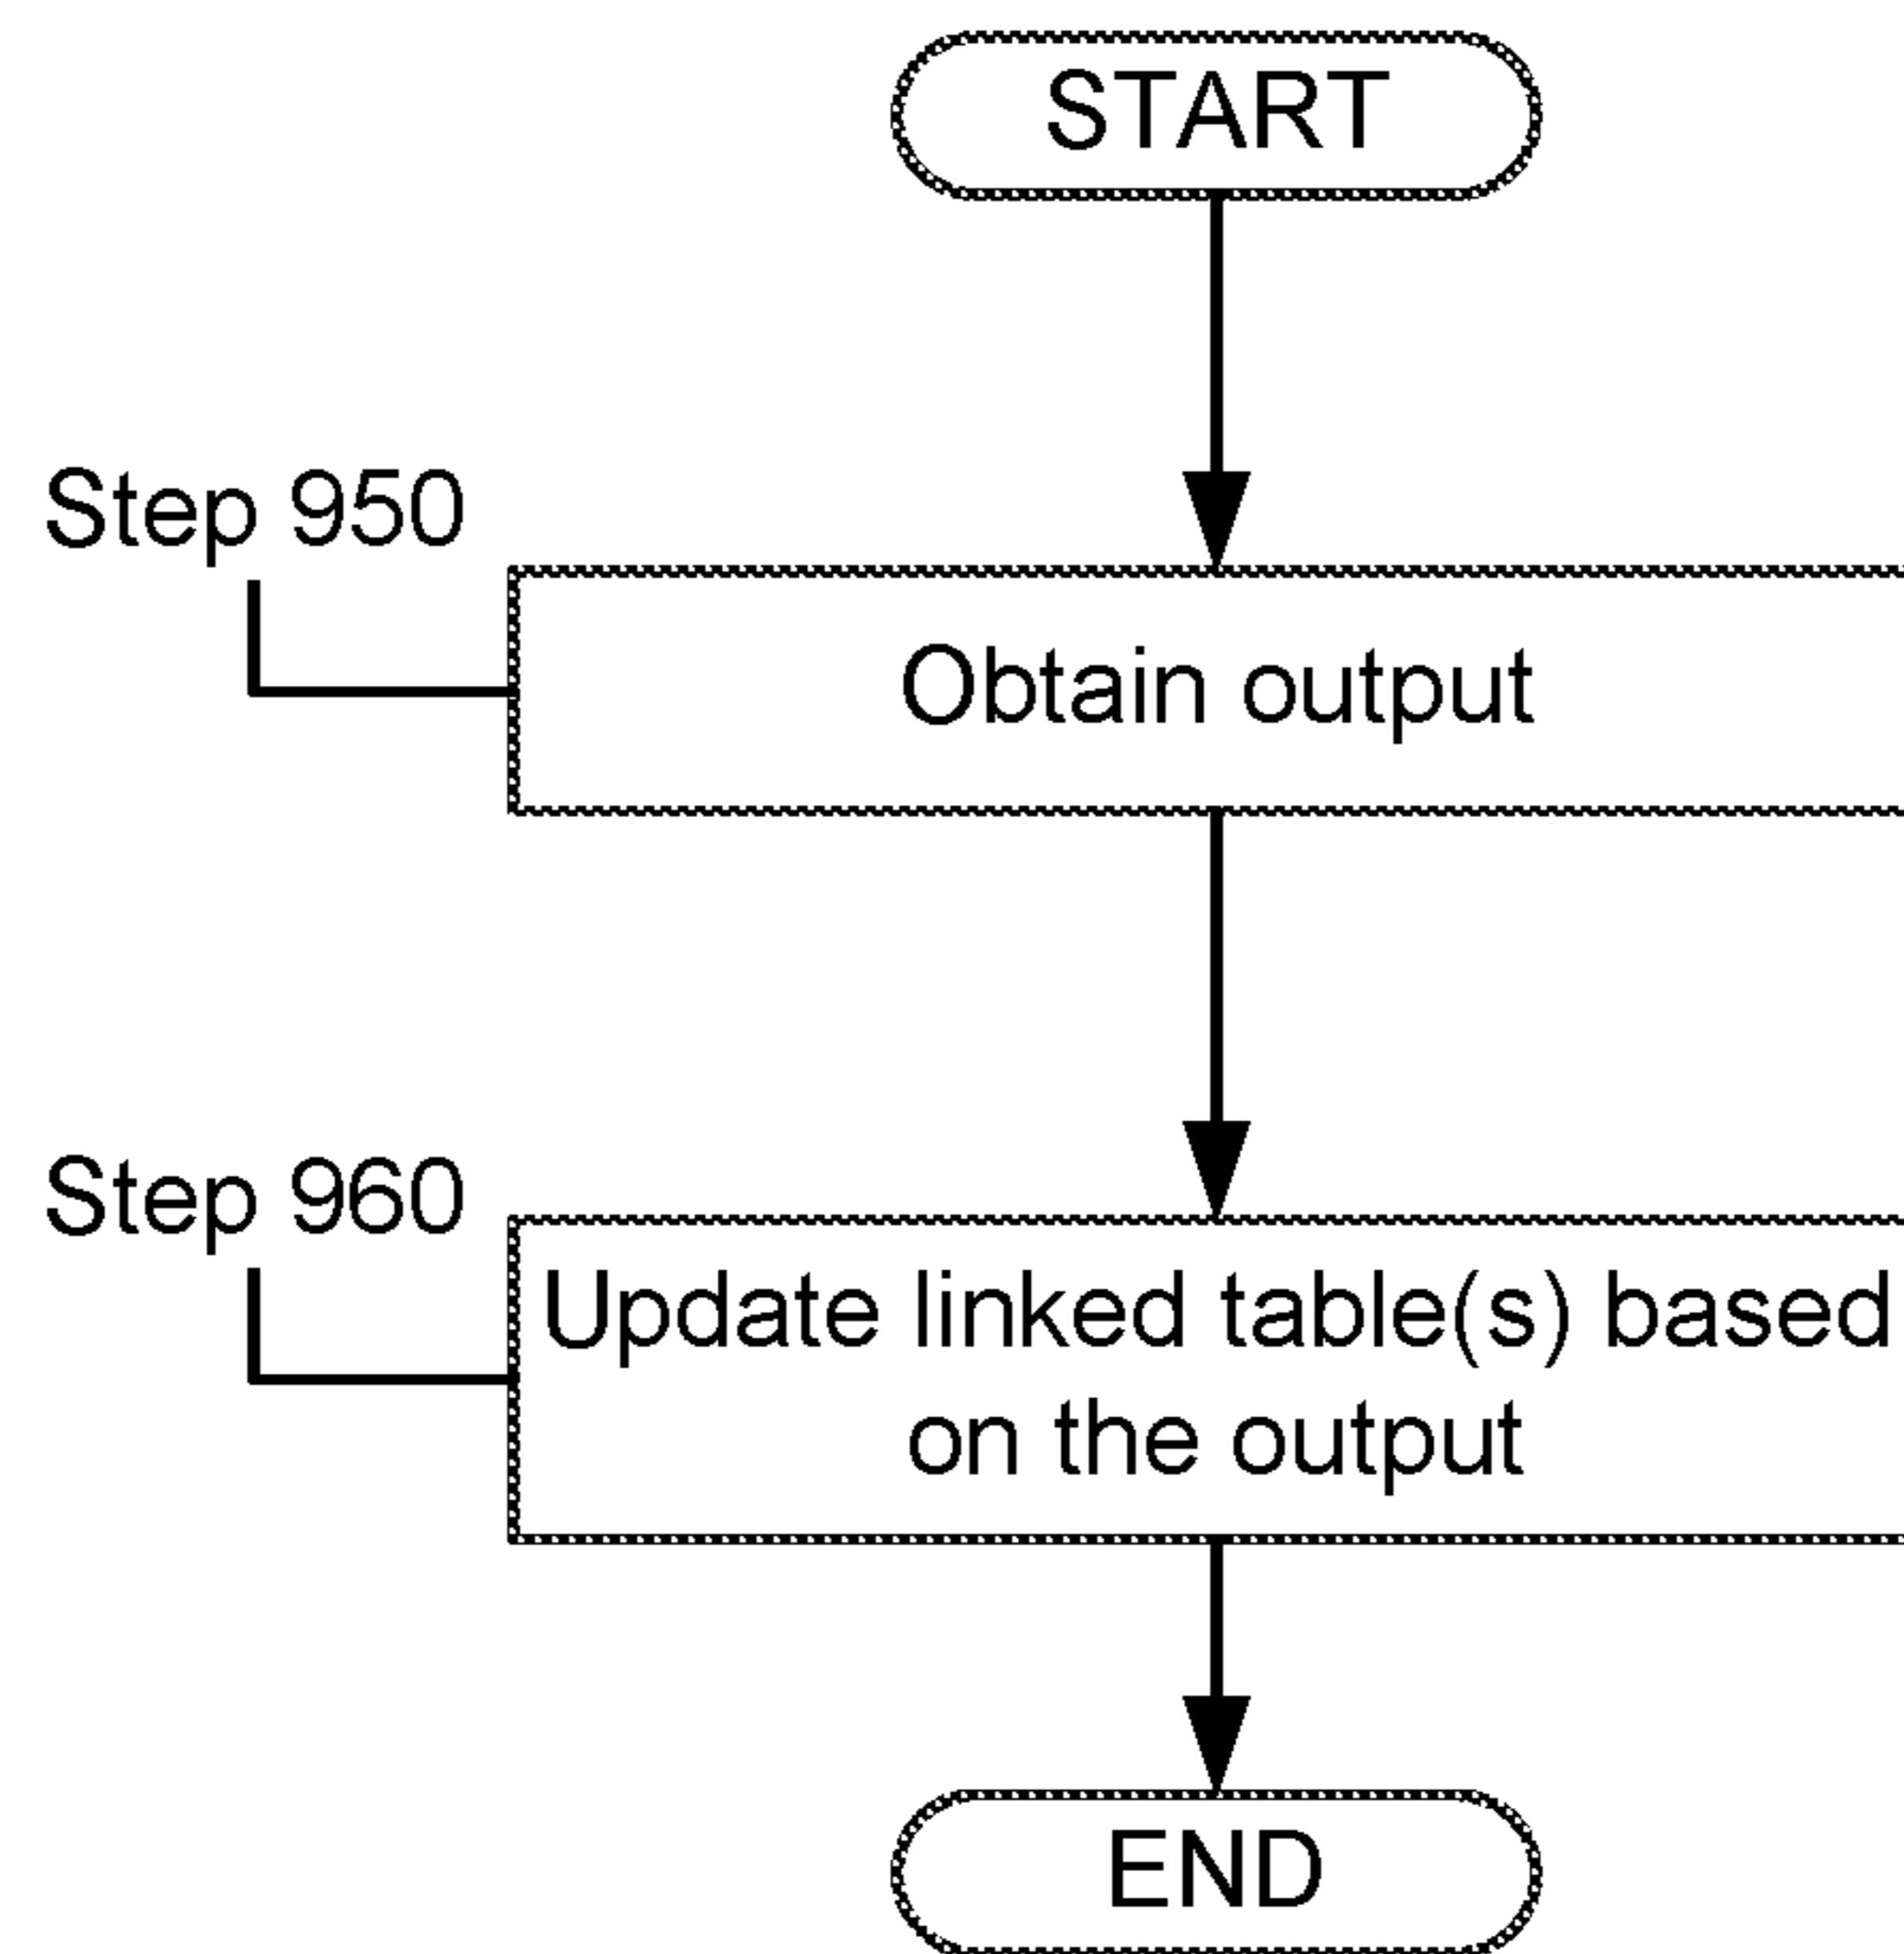 START
Step 950
Obtain output
Step 960
Update linked table(s) based
on the output
END